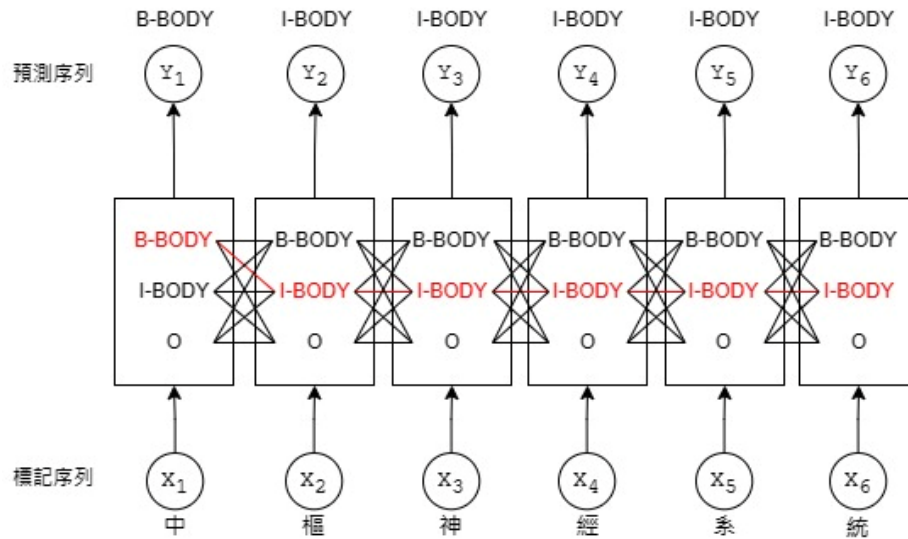 B-BODY I-BODY I-BODY I-BODY I-BODY I-BODY
預測序列 Y1 Y2 Y3 Y4 Y5 Y6
B-BODY B-BODY B-BODY B-BODY B-BODY B-BODY
I-BODY I-BODY I-BODY I-BODY I-BODY I-BODY
O O O O O O
標記序列 X1 X2 X3 X4 X5 X6
中 樞 神 經 系 統